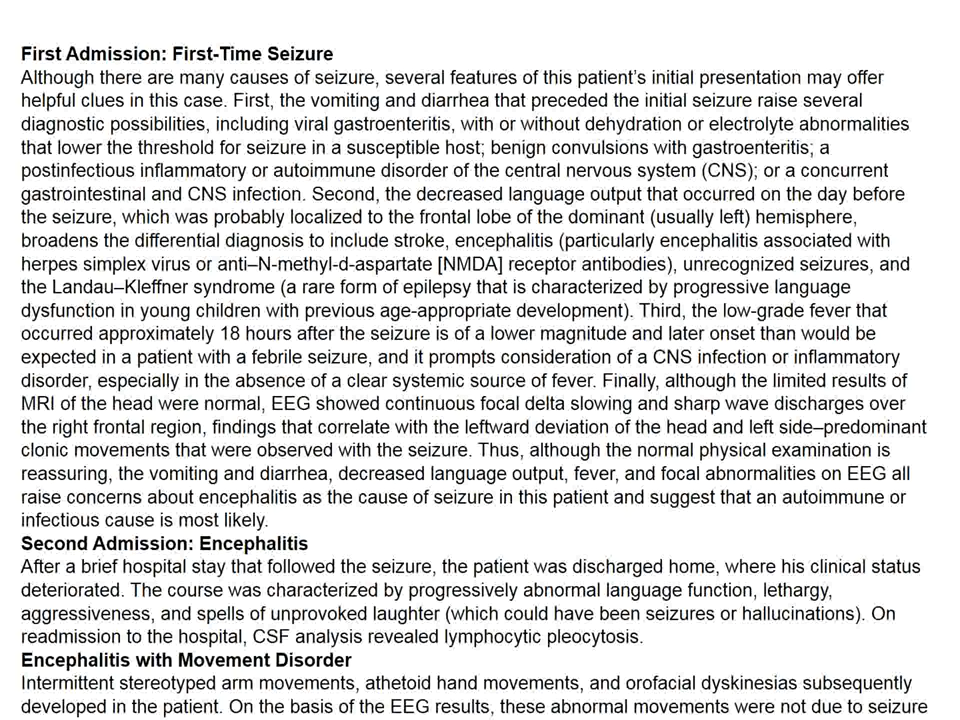 First Admission: First-Time Seizure
Although there are many causes of seizure, several features of this patient's initial presentation may offer
helpful clues in this case. First, the vomiting and diarrhea that preceded the initial seizure raise several
diagnostic possibilities, including viral gastroenteritis, with or without dehydration or electrolyte abnormalities
that lower the threshold for seizure in a susceptible host; benign convulsions with gastroenteritis; a
postinfectious inflammatory or autoimmune disorder of the central nervous system (CNS); or a concurrent
gastrointestinal and CNS infection. Second, the decreased language output that occurred on the day before
the seizure, which was probably localized to the frontal lobe of the dominant (usually left) hemisphere,
broadens the differential diagnosis to include stroke, encephalitis (particularly encephalitis associated with
herpes simplex virus or anti–N-methyl-d-aspartate [NMDA] receptor antibodies), unrecognized seizures, and
the Landau–Kleffner syndrome (a rare form of epilepsy that is characterized by progressive language
dysfunction in young children with previous age-appropriate development). Third, the low-grade fever that
occurred approximately 18 hours after the seizure is of a lower magnitude and later onset than would be
expected in a patient with a febrile seizure, and it prompts consideration of a CNS infection or inflammatory
disorder, especially in the absence of a clear systemic source of fever. Finally, although the limited results of
MRI of the head were normal, EEG showed continuous focal delta slowing and sharp wave discharges over
the right frontal region, findings that correlate with the leftward deviation of the head and left side–predominant
clonic movements that were observed with the seizure. Thus, although the normal physical examination is
reassuring, the vomiting and diarrhea, decreased language output, fever, and focal abnormalities on EEG all
raise concerns about encephalitis as the cause of seizure in this patient and suggest that an autoimmune or
infectious cause is most likely.
Second Admission: Encephalitis
After a brief hospital stay that followed the seizure, the patient was discharged home, where his clinical status
deteriorated. The course was characterized by progressively abnormal language function, lethargy,
aggressiveness, and spells of unprovoked laughter (which could have been seizures or hallucinations). On
readmission to the hospital, CSF analysis revealed lymphocytic pleocytosis.
Encephalitis with Movement Disorder
Intermittent stereotyped arm movements, athetoid hand movements, and orofacial dyskinesias subsequently
developed in the patient. On the basis of the EEG results, these abnormal movements were not due to seizure